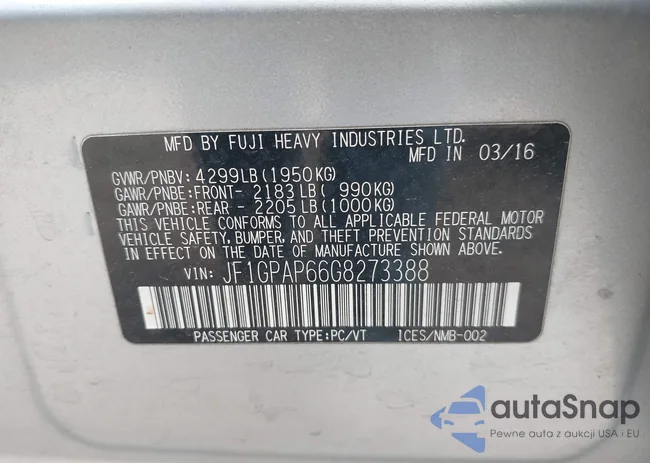 MFD BY FUJI HEAVY INDUSTRIES LTD.
MFD IN 03/16
GVWR/PNBV: 4299LB(1950KG)
GAWR/PNBE:FRONT- 2183LB( 990KG)
GAWR/PNBE:REAR - 2205LB(1000KG)
THIS VEHICLE CONFORMS TO ALL APPLICABLE FEDERAL MOTOR
VEHICLE SAFETY, BUMPER, AND THEFT PREVENTION STANDARDS
IN EFFECT ON THE DATE OF MANUFACTURE SHOWN ABOVE.
VIN: JF1GPAP66G8273388
PASSENGER CAR TYPE:PC/VT ICES/NMB-002
autoSnap
Pewne auta z aukcji USA i EU